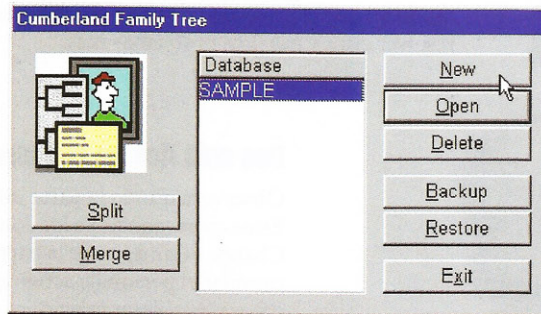 Cumberland Family Tree
Database
SAMPLE
New
Open
Delete
Backup
Restore
Exit
Split
Merge